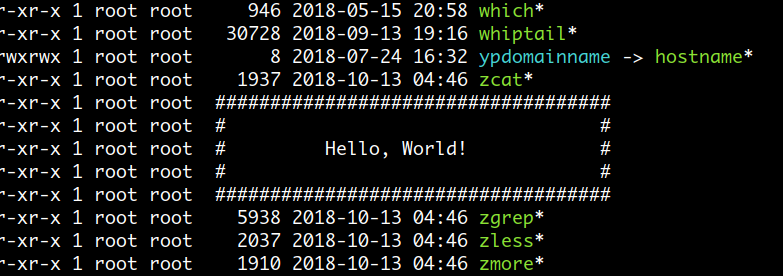 r-xr-x 1 root root     946 2018-05-15 20:58 which*
r-xr-x 1 root root   30728 2018-09-13 19:16 whiptail*
rwxrwx 1 root root       8 2018-07-24 16:32 ypdomainname -> hostname*
r-xr-x 1 root root    1937 2018-10-13 04:46 zcat*
r-xr-x 1 root root  ####################################
r-xr-x 1 root root  #                                  #
r-xr-x 1 root root  #         Hello, World!            #
r-xr-x 1 root root  #                                  #
r-xr-x 1 root root  ####################################
r-xr-x 1 root root    5938 2018-10-13 04:46 zgrep*
r-xr-x 1 root root    2037 2018-10-13 04:46 zless*
r-xr-x 1 root root    1910 2018-10-13 04:46 zmore*